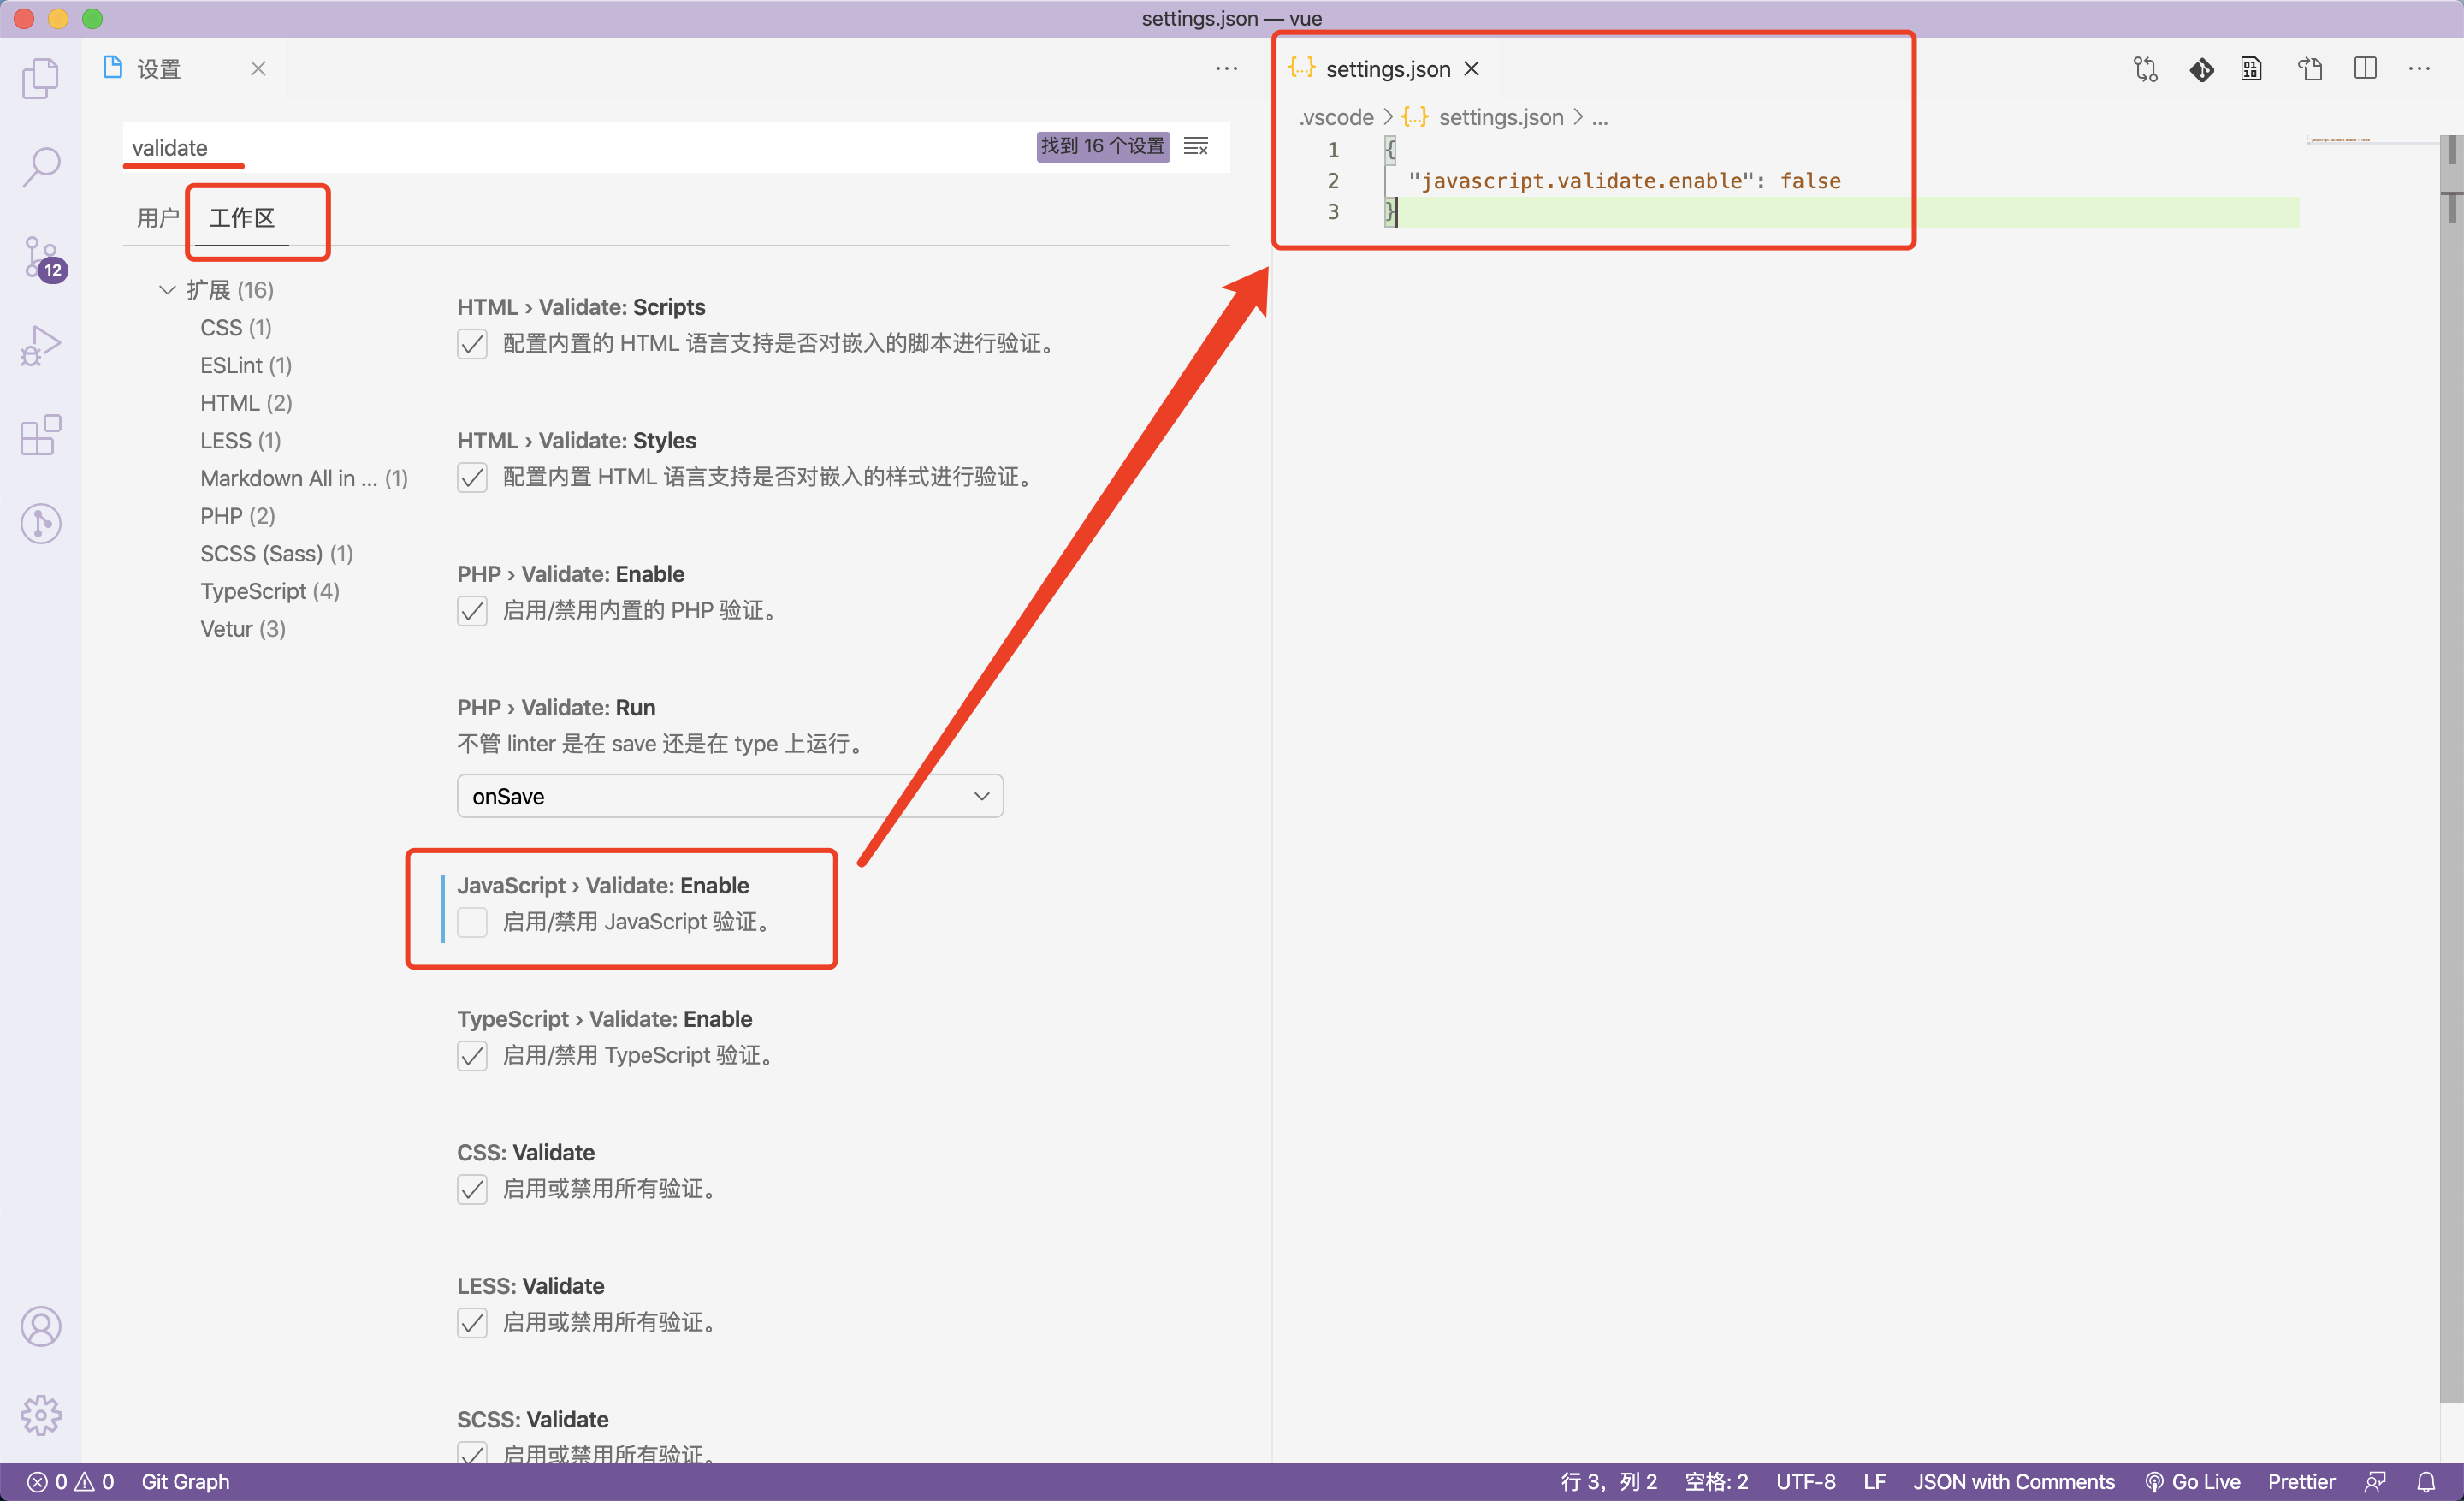 settings.json — vue
设置
validate
找到 16 个设置
用户 工作区
扩展 (16)
CSS (1)
ESLint (1)
HTML (2)
LESS (1)
Markdown All in ... (1)
PHP (2)
SCSS (Sass) (1)
TypeScript (4)
Vetur (3)
HTML › Validate: Scripts
配置内置的 HTML 语言支持是否对嵌入的脚本进行验证。
HTML › Validate: Styles
配置内置 HTML 语言支持是否对嵌入的样式进行验证。
PHP › Validate: Enable
启用/禁用内置的 PHP 验证。
PHP › Validate: Run
不管 linter 是在 save 还是在 type 上运行。
onSave
JavaScript › Validate: Enable
启用/禁用 JavaScript 验证。
TypeScript › Validate: Enable
启用/禁用 TypeScript 验证。
CSS: Validate
启用或禁用所有验证。
LESS: Validate
启用或禁用所有验证。
SCSS: Validate
启用或禁用所有验证。
settings.json
.vscode > {..} settings.json > ...
1 {
2 "javascript.validate.enable": false
3 }
12
0 0 Git Graph
行 3，列 2 空格: 2 UTF-8 LF JSON with Comments Go Live Prettier